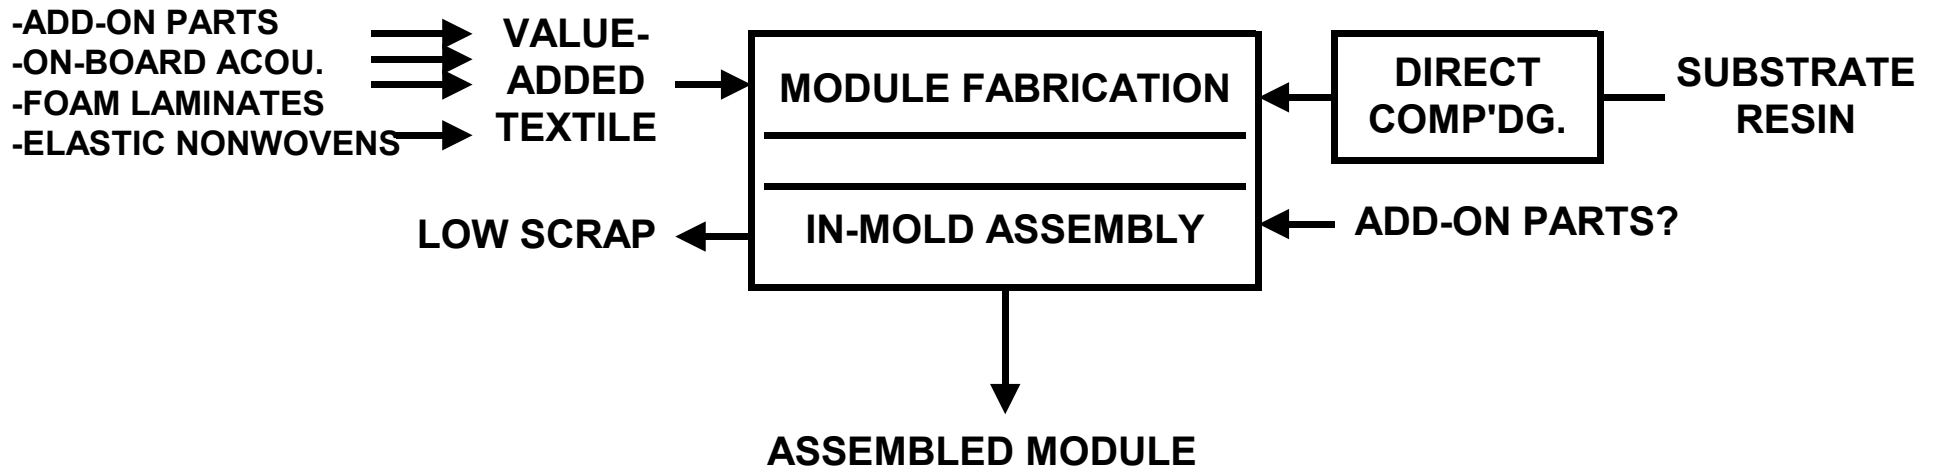 -ADD-ON PARTS
-ON-BOARD ACOU.
-FOAM LAMINATES
-ELASTIC NONWOVENS
VALUE-
ADDED
TEXTILE
MODULE FABRICATION
DIRECT
COMP'DG.
SUBSTRATE
RESIN
LOW SCRAP
IN-MOLD ASSEMBLY
ADD-ON PARTS?
ASSEMBLED MODULE